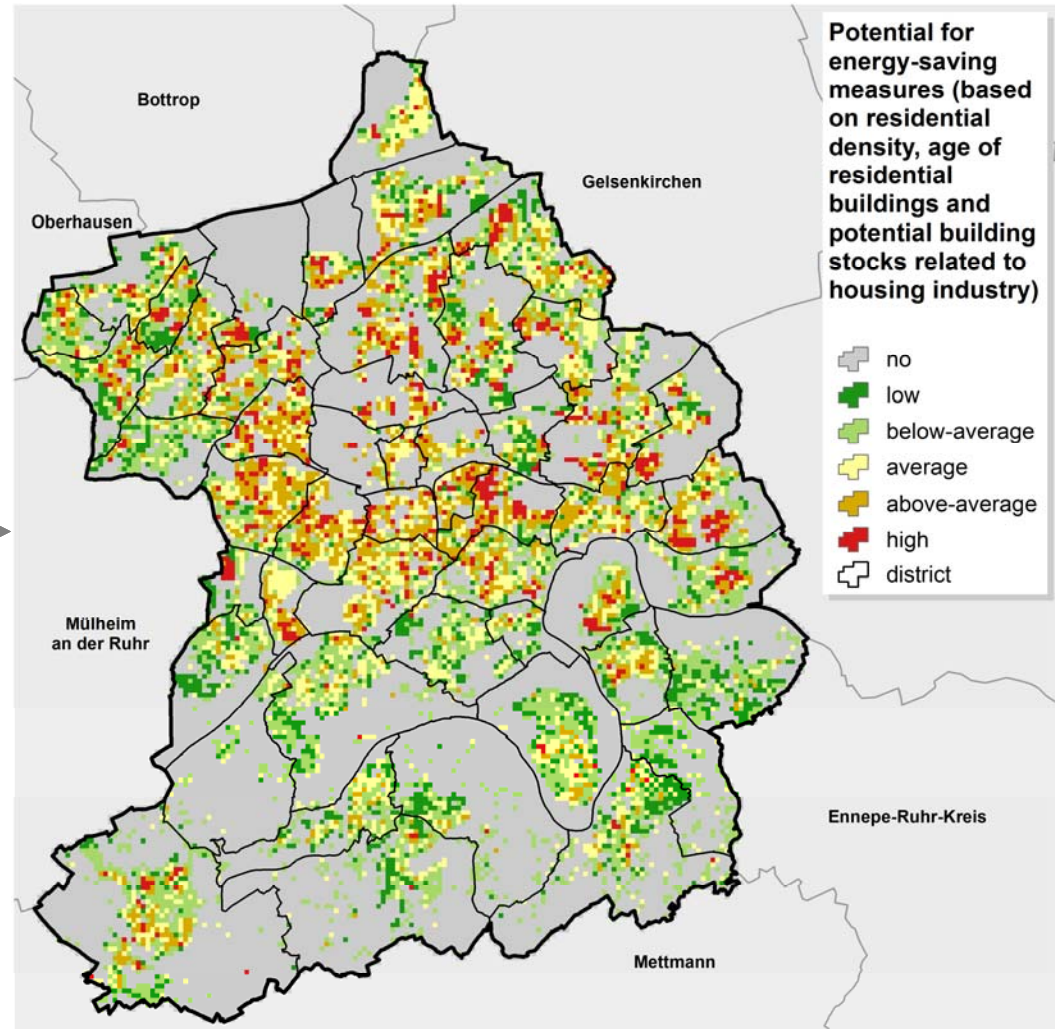 Potential for
energy-saving
measures (based
on residential
density, age of
residential
buildings and
potential building
stocks related to
housing industry)
no
low
below-average
average
above-average
high
district
Bottrop
Gelsenkirchen
Oberhausen
Mülheim
an der Ruhr
Ennepe-Ruhr-Kreis
Mettmann